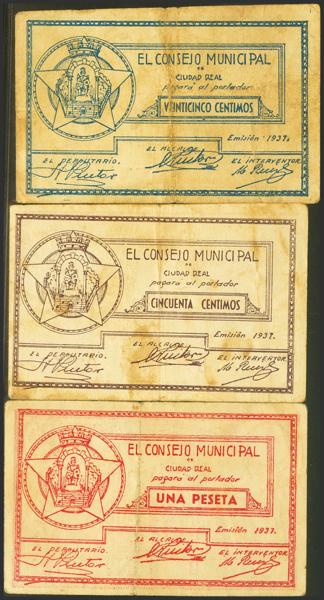 EL CONSEJO MUNICIPAL
DE
CIUDAD REAL
pagará al portador
VEINTICINCO CENTIMOS
Emisión 1937.
EL ALCALDE
EL DEPOSITARIO.
EL INTERVENTOR
EL CONSEJO MUNICIPAL
DE
CIUDAD REAL
pagará al portador
CINCUENTA CENTIMOS
Emisión 1937.
EL ALCALDE
EL DEPOSITARIO.
EL INTERVENTOR
EL CONSEJO MUNICIPAL
DE
CIUDAD REAL
pagará al portador
UNA PESETA
Emisión 1937.
EL ALCALDE
EL DEPOSITARIO.
EL INTERVENTOR